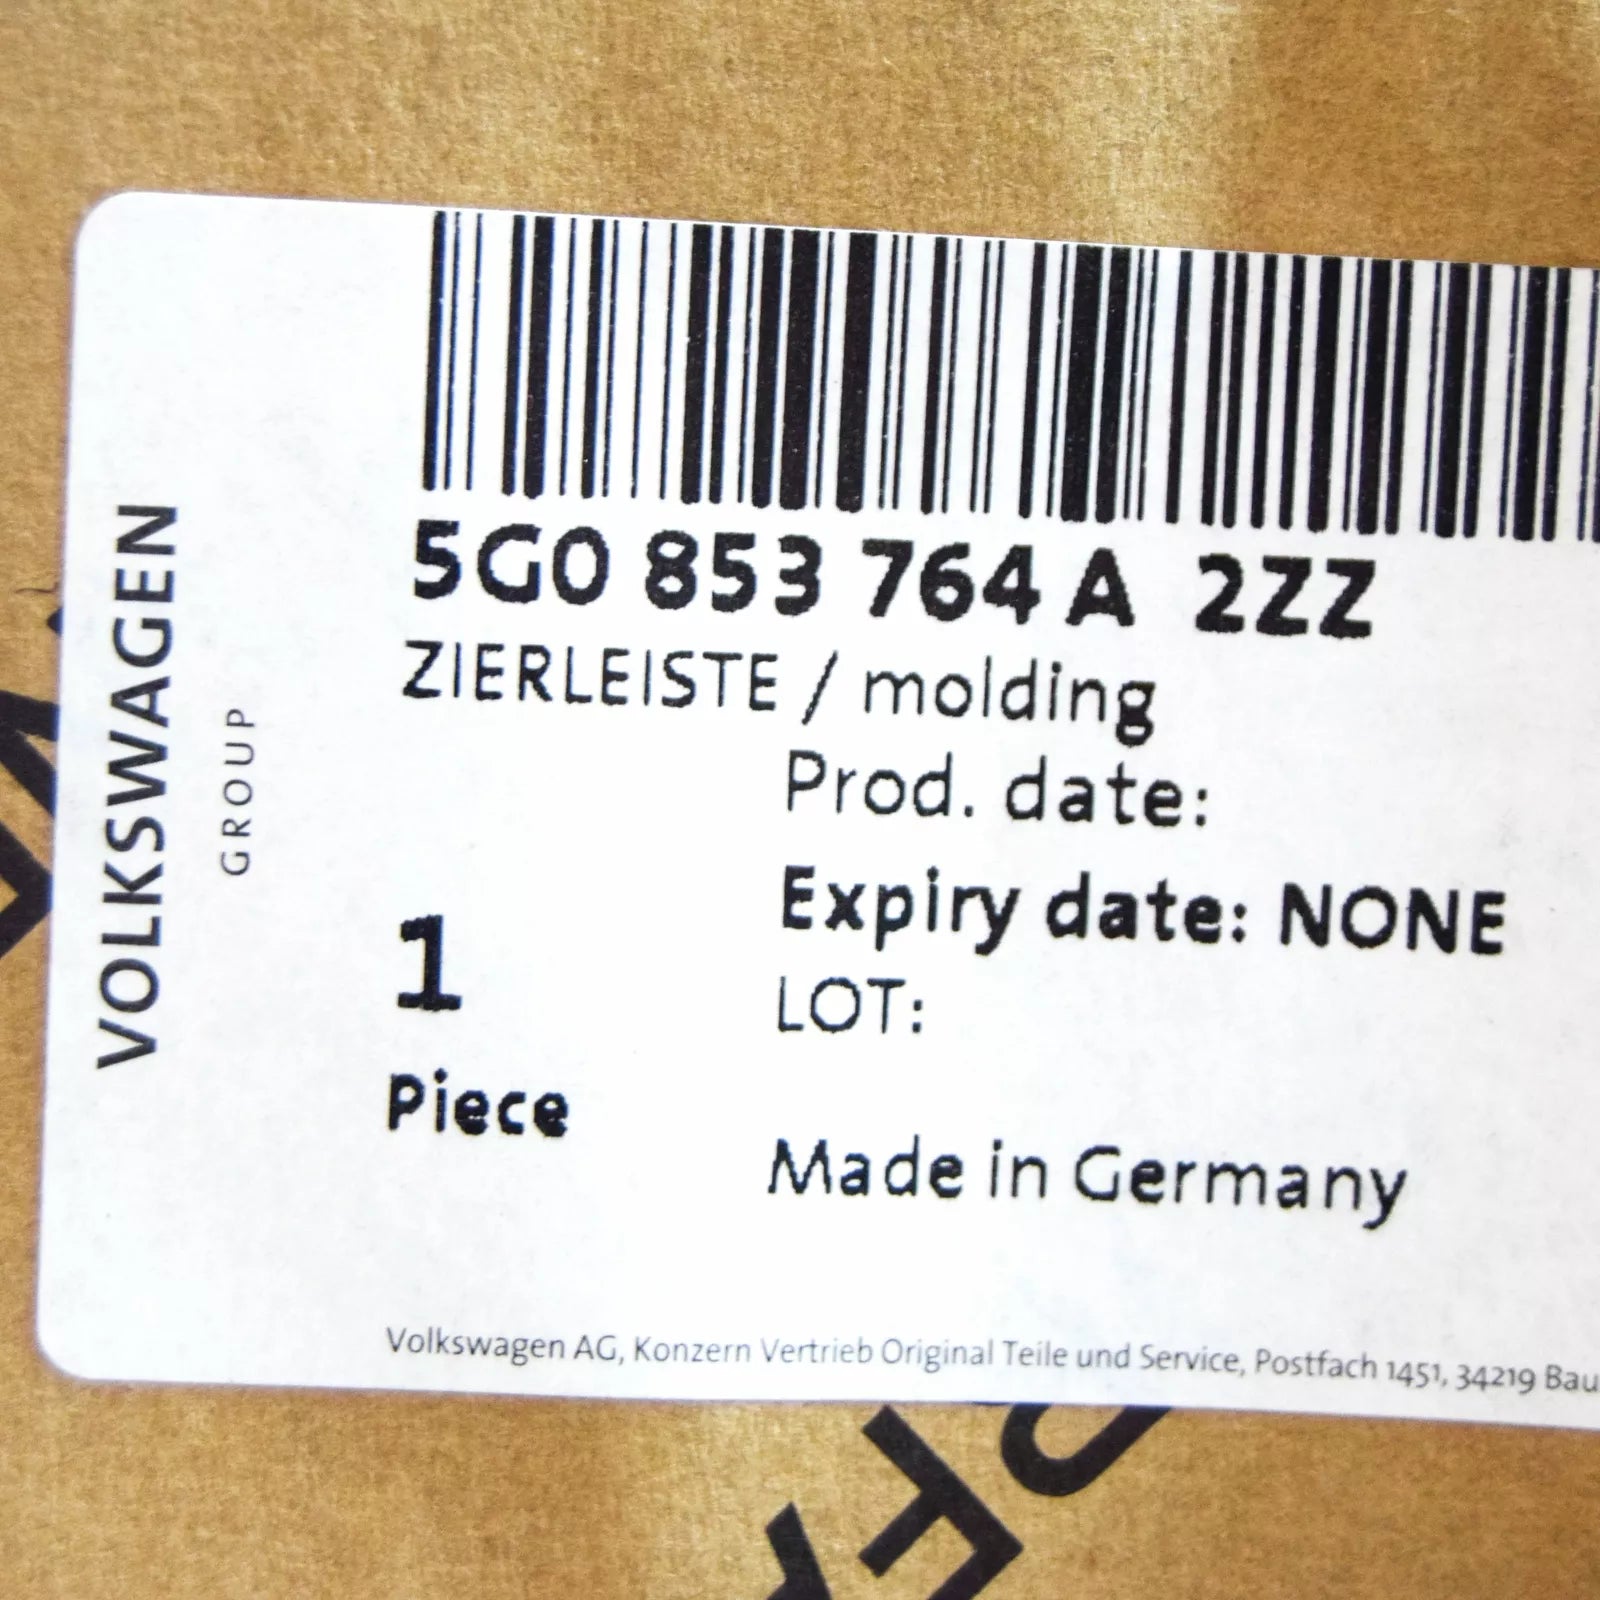 VOLKSWAGEN
GROUP
5G0 853 764 A 2ZZ
ZIERLEISTE / molding
Prod. date:
Expiry date: NONE
LOT:
1
Piece
Made in Germany
Volkswagen AG, Konzern Vertrieb Original Teile und Service, Postfach 1451, 34219 Bau